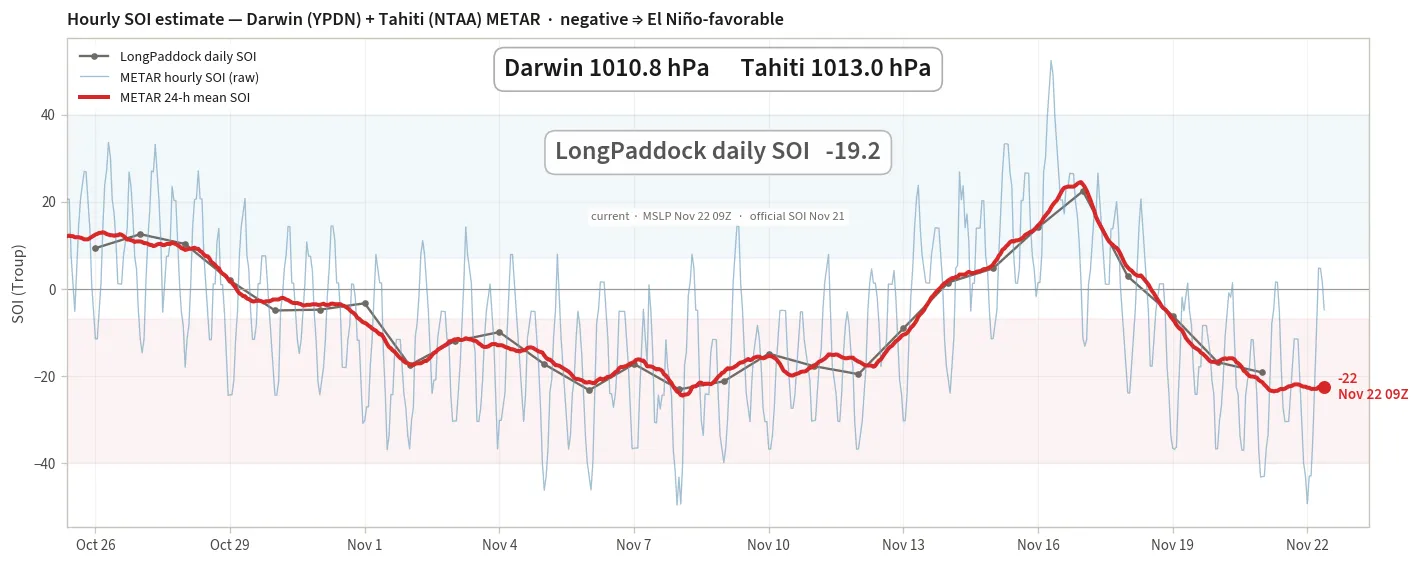 Hourly SOI estimate — Darwin (YPDN) + Tahiti (NTAA) METAR · negative ⇒ El Niño-favorable
LongPaddock daily SOI
METAR hourly SOI (raw)
METAR 24-h mean SOI
Darwin 1010.8 hPa Tahiti 1013.0 hPa
LongPaddock daily SOI -19.2
current · MSLP Nov 22 09Z · official SOI Nov 21
SOI (Troup)
40
20
0
−20
−40
-22
Nov 22 09Z
Oct 26 Oct 29 Nov 1 Nov 4 Nov 7 Nov 10 Nov 13 Nov 16 Nov 19 Nov 22